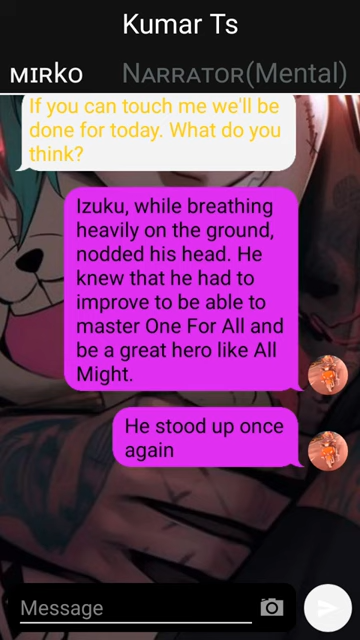 Kumar Ts
ᴍɪʀᴋᴏ Nᴀʀʀᴀᴛᴏʀ(Mental)
If you can touch me we'll be
done for today. What do you
think?
Izuku, while breathing
heavily on the ground,
nodded his head. He
knew that he had to
improve to be able to
master One For All and
be a great hero like All
Might.
He stood up once
again
Message